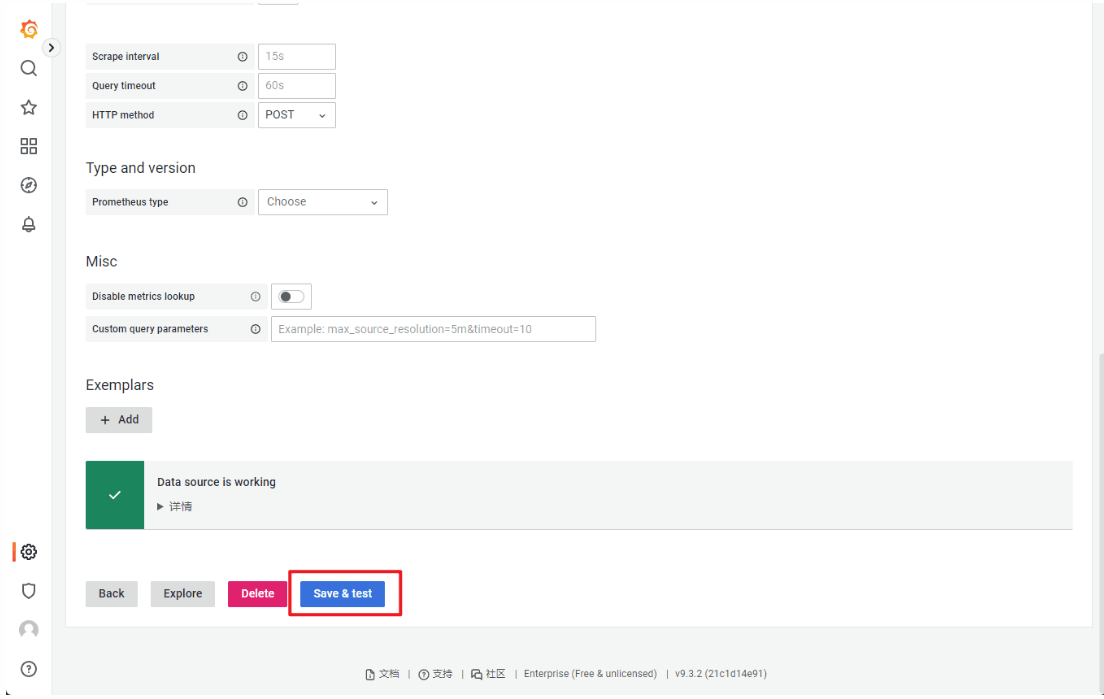 Scrape interval 15s
Query timeout 60s
HTTP method POST
Type and version
Prometheus type Choose
Misc
Disable metrics lookup
Custom query parameters Example: max_source_resolution=5m&timeout=10
Exemplars
+ Add
Data source is working
详情
Back Explore Delete Save & test
文档 | 支持 | 社区 | Enterprise (Free & unlicensed) | v9.3.2 (21c1d14e91)